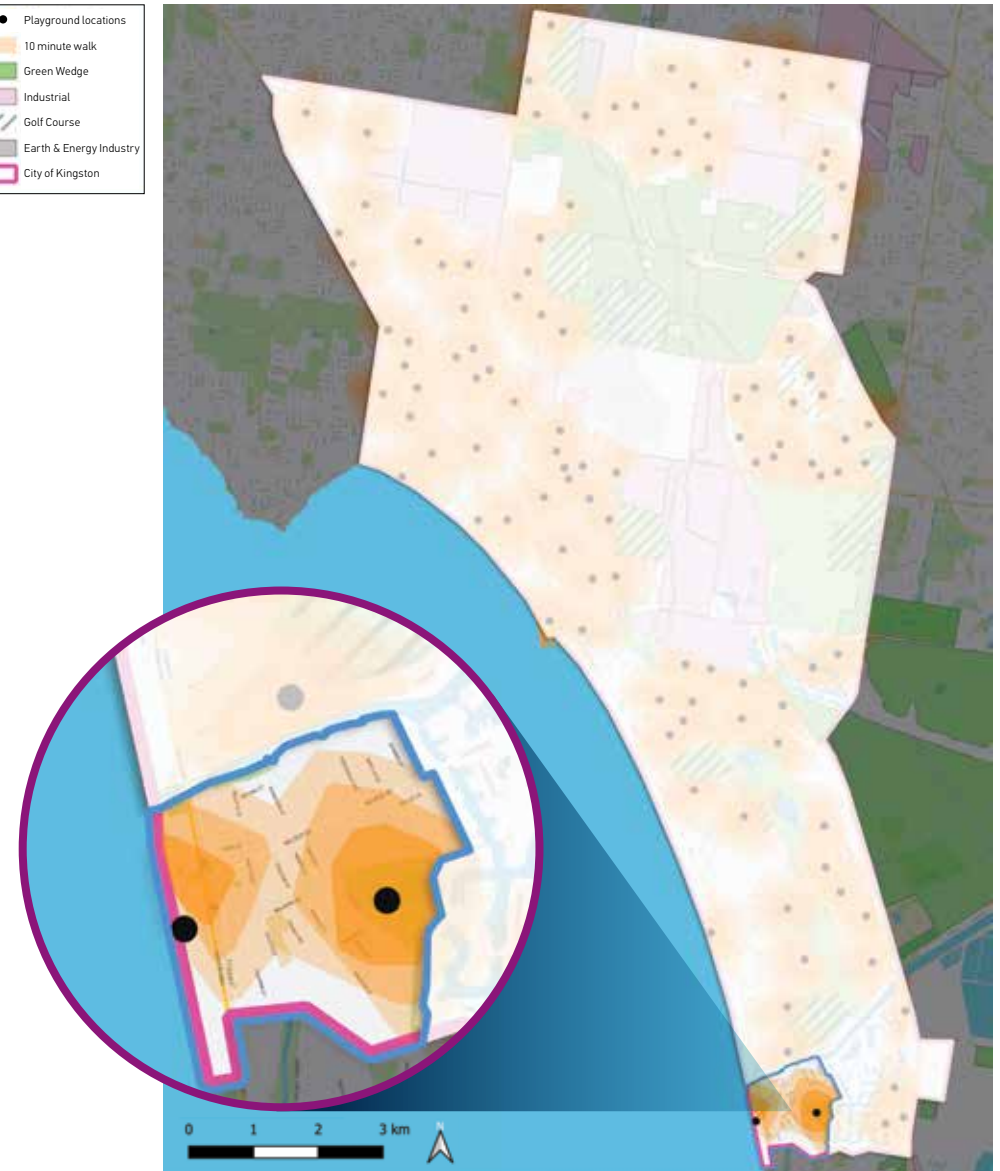 Playground locations
10 minute walk
Green Wedge
Industrial
Golf Course
Earth & Energy Industry
City of Kingston
0 1 2 3 km
N